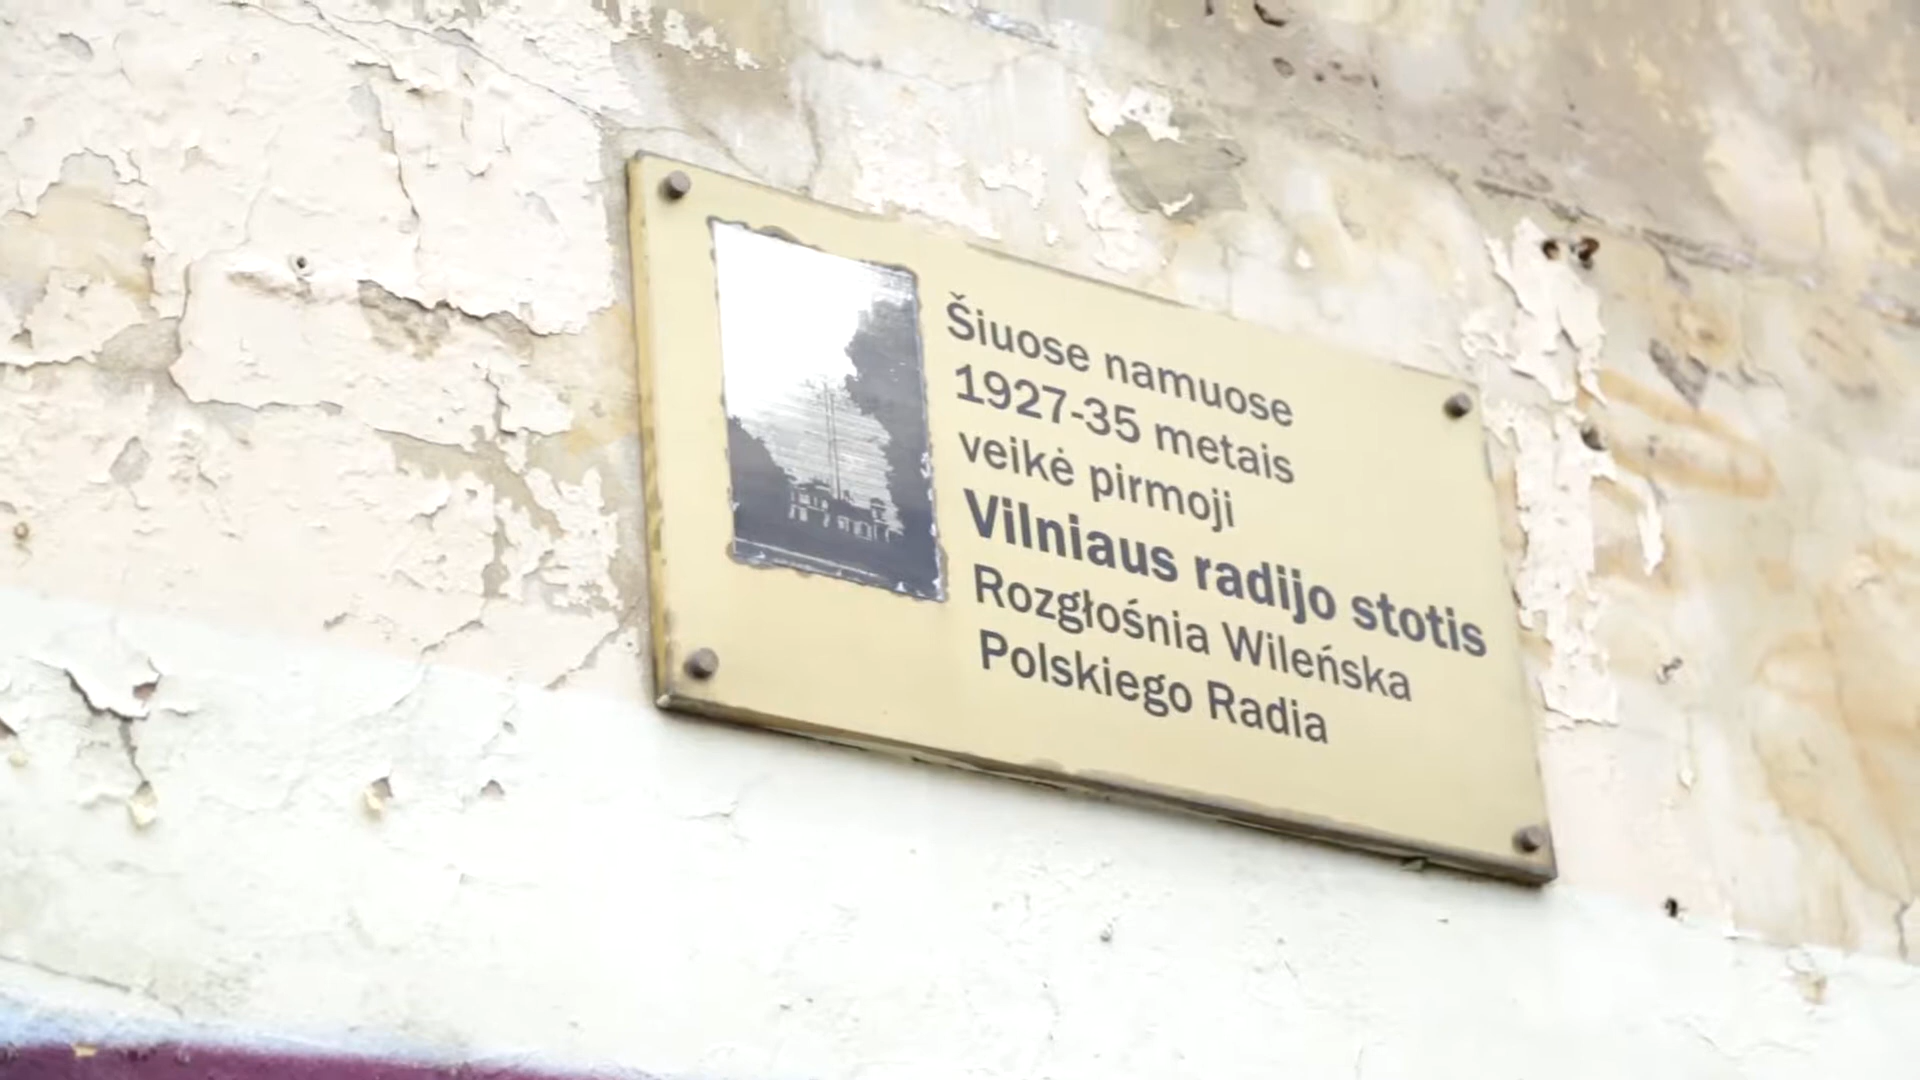 Šiuose namuose
1927-35 metais
veikė pirmoji
Vilniaus radijo stotis
Rozgłośnia Wileńska
Polskiego Radia